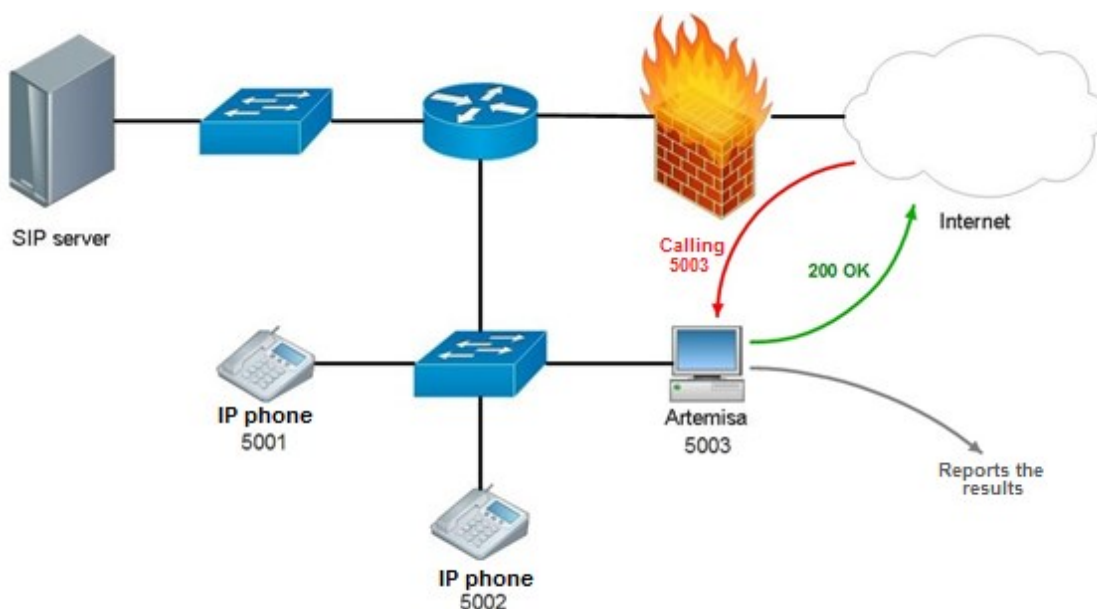 SIP server
Internet
Calling
5003
200 OK
IP phone
5001
Artemisa
5003
Reports the
results
IP phone
5002